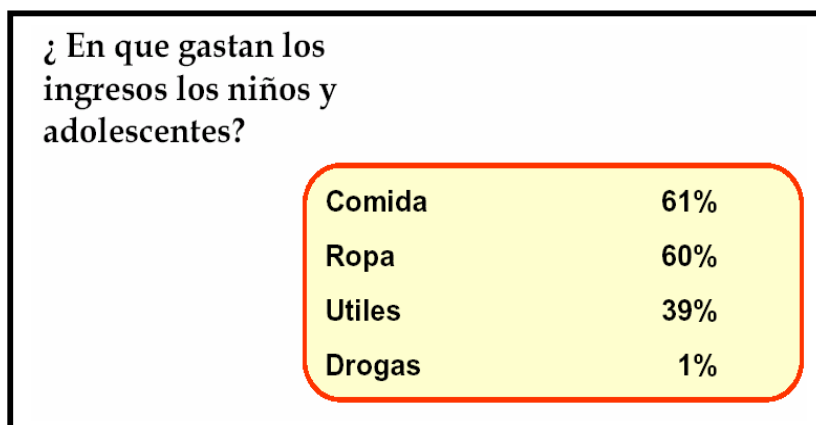 ¿ En que gastan los
ingresos los niños y
adolescentes?
Comida 61%
Ropa 60%
Utiles 39%
Drogas 1%